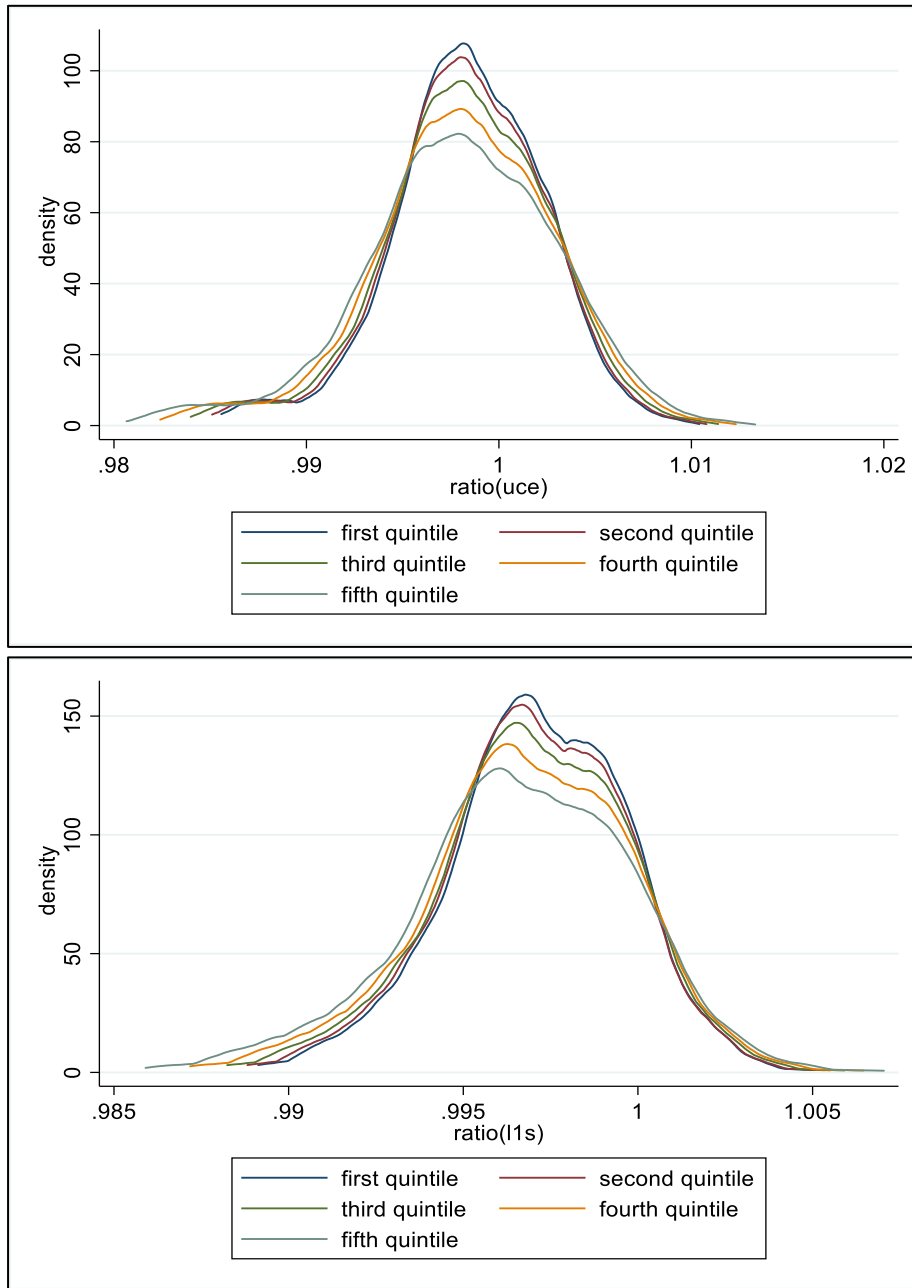 density
100
80
60
40
20
0
.98 .99 1 1.01 1.02
ratio(uce)
first quintile second quintile
third quintile fourth quintile
fifth quintile
density
150
100
50
0
.985 .99 .995 1 1.005
ratio(l1s)
first quintile second quintile
third quintile fourth quintile
fifth quintile